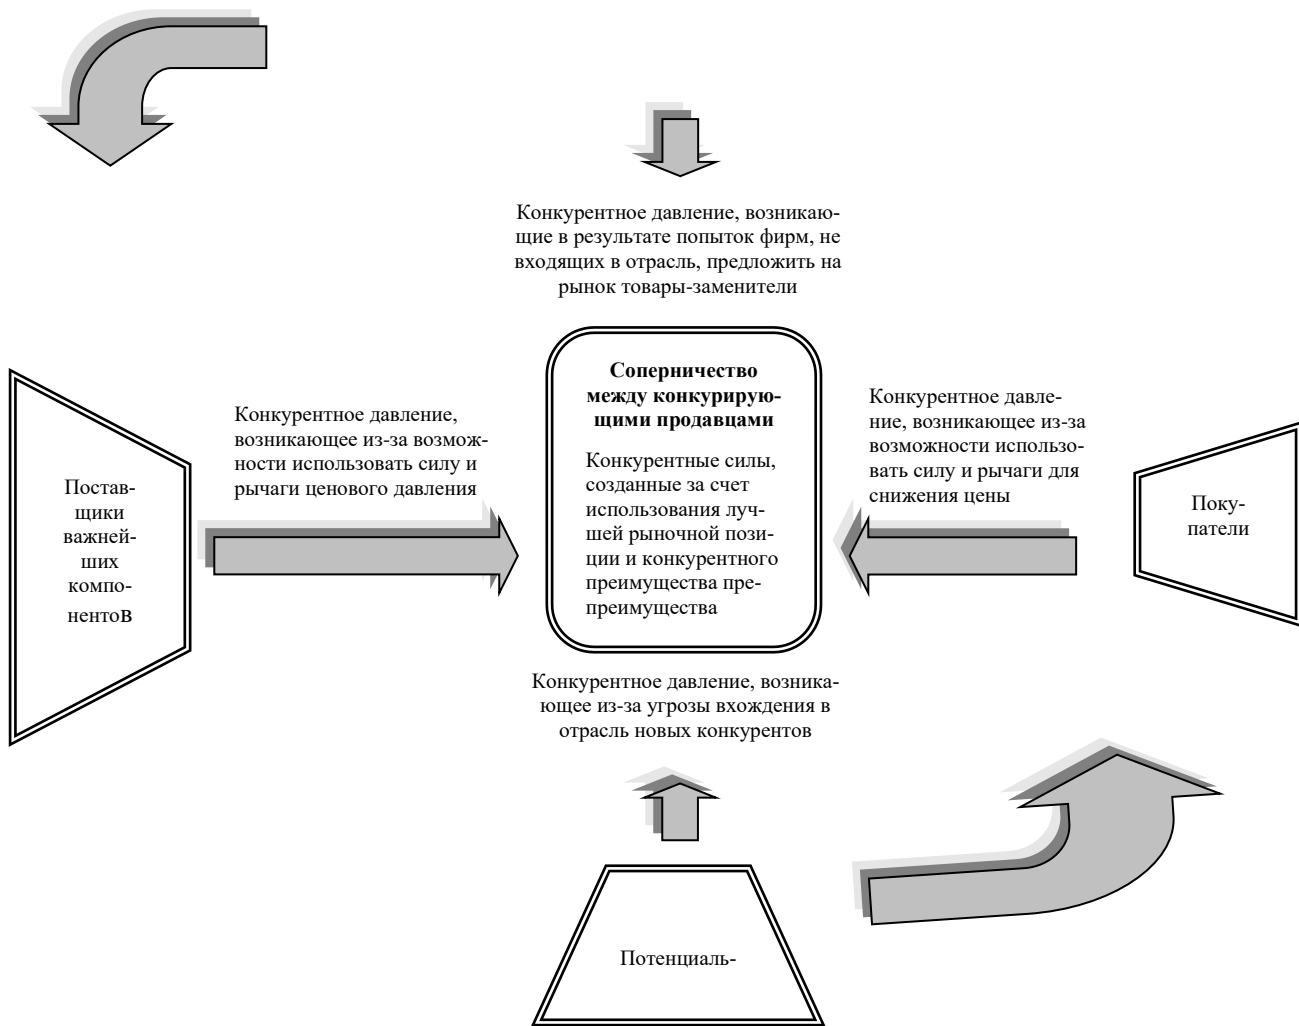 Конкурентное давление, возникаю-
щие в результате попыток фирм, не
входящих в отрасль, предложить на
рынок товары-заменители
Соперничество
между конкурирую-
щими продавцами
Конкурентные силы,
созданные за счет
использования луч-
шей рыночной пози-
ции и конкурентного
преимущества пре-
преимущества
Конкурентное давление,
возникающее из-за возмож-
ности использовать силу и
рычаги ценового давления
Конкурентное давле-
ние, возникающее из-за
возможности использо-
вать силу и рычаги для
снижения цены
Постав-
щики
важней-
ших
компо-
нентов
Поку-
патели
Конкурентное давление, возника-
ющее из-за угрозы вхождения в
отрасль новых конкурентов
Потенциаль-